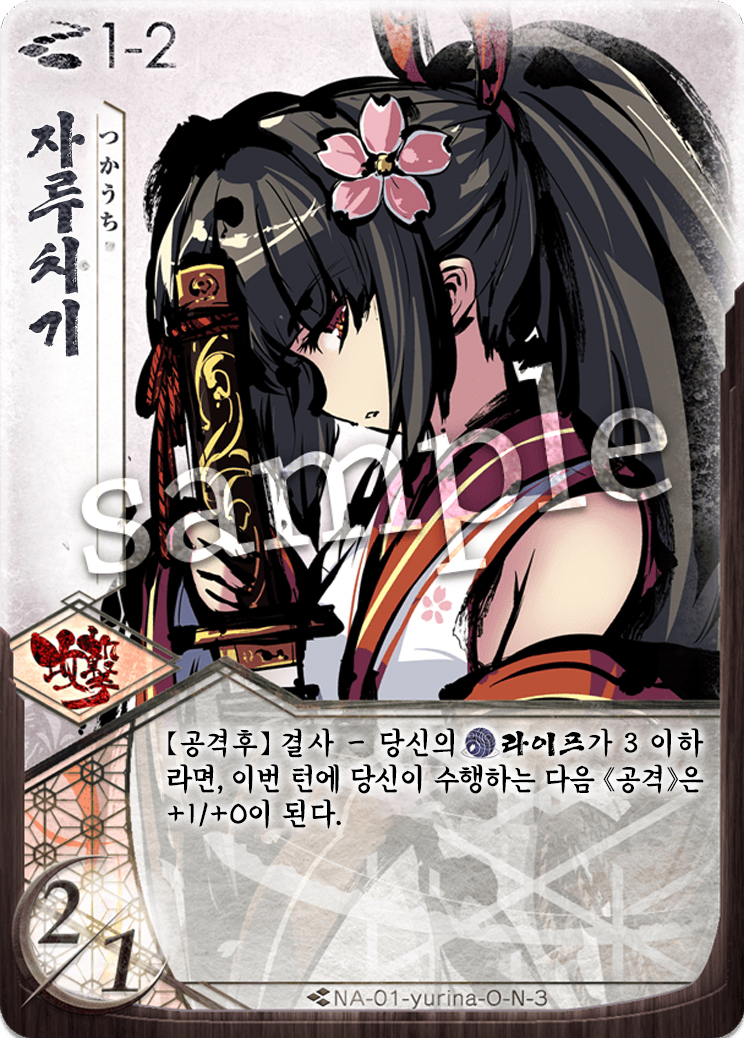 1-2
자루치기
つかうち
sample
攻撃
【공격후】 결사 - 당신의 라이프가 3 이하
라면, 이번 턴에 당신이 수행하는 다음 《공격》은
+1/+0이 된다.
2/1
NA-01-yurina-O-N-3